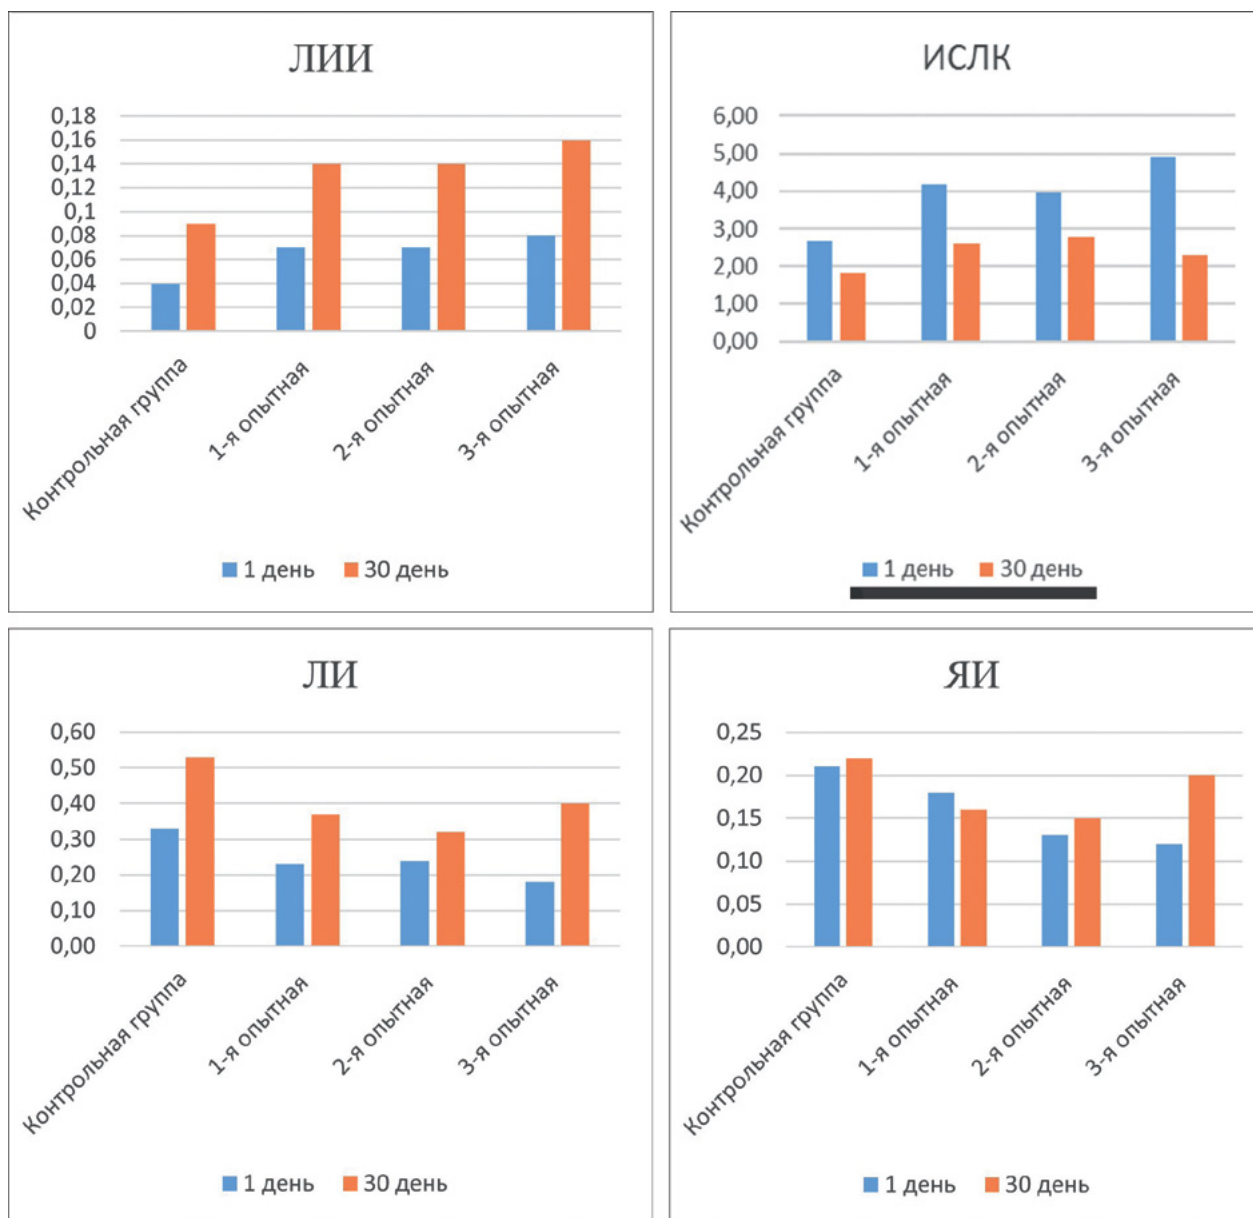 ЛИИ
0,18
0,16
0,14
0,12
0,1
0,08
0,06
0,04
0,02
0
Контрольная группа
1-я опытная
2-я опытная
3-я опытная
1 день 30 день
ИСЛК
6,00
5,00
4,00
3,00
2,00
1,00
0,00
Контрольная группа
1-я опытная
2-я опытная
3-я опытная
1 день 30 день
ЛИ
0,60
0,50
0,40
0,30
0,20
0,10
0,00
Контрольная группа
1-я опытная
2-я опытная
3-я опытная
1 день 30 день
ЯИ
0,25
0,20
0,15
0,10
0,05
0,00
Контрольная группа
1-я опытная
2-я опытная
3-я опытная
1 день 30 день